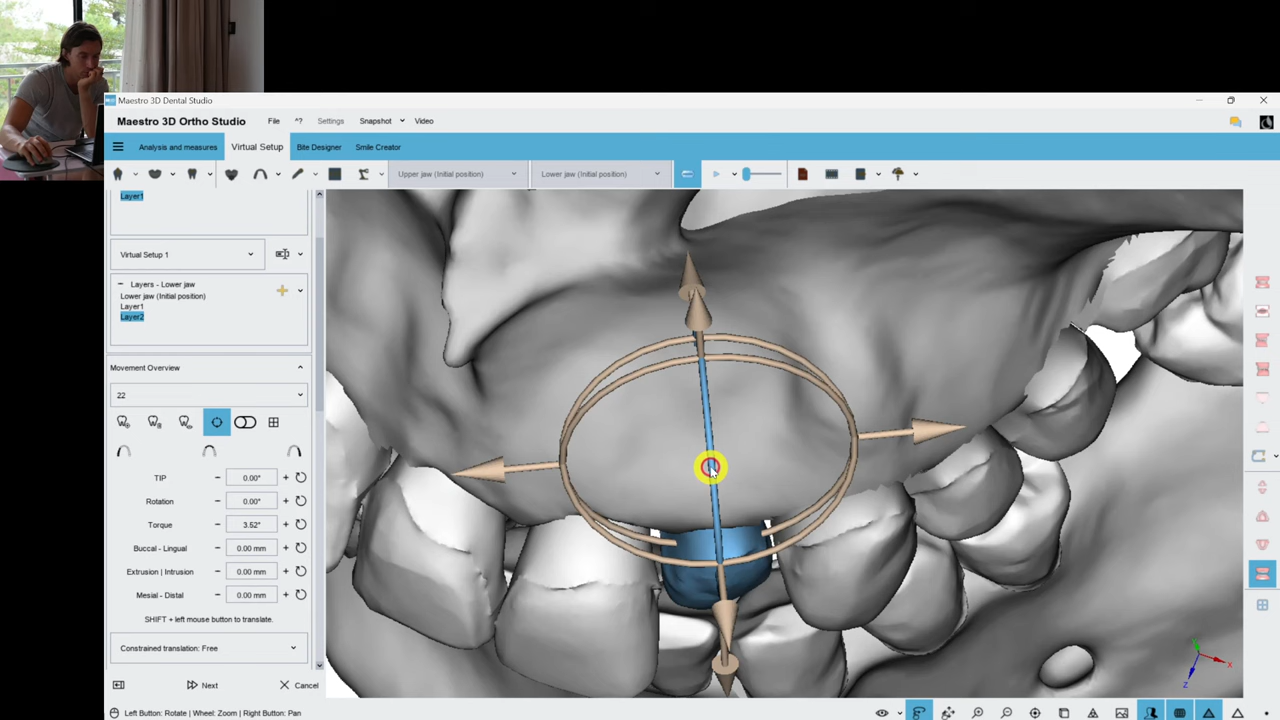 Maestro 3D Dental Studio
Maestro 3D Ortho Studio File ^? Settings Snapshot Video
Analysis and measures Virtual Setup Bite Designer Smile Creator
Upper jaw (Initial position) Lower jaw (Initial position)
Layer1
Virtual Setup 1
Layers - Lower jaw
Lower jaw (Initial position)
Layer1
Layer2
Movement Overview
22
TIP - 0.00° +
Rotation - 0.00° +
Torque - 3.52° +
Buccal - Lingual - 0.00 mm +
Extrusion | Intrusion - 0.00 mm +
Mesial - Distal - 0.00 mm +
SHIFT + left mouse button to translate.
Constrained translation: Free
Next Cancel
Left Button: Rotate | Wheel: Zoom | Right Button: Pan
Y
X
Z